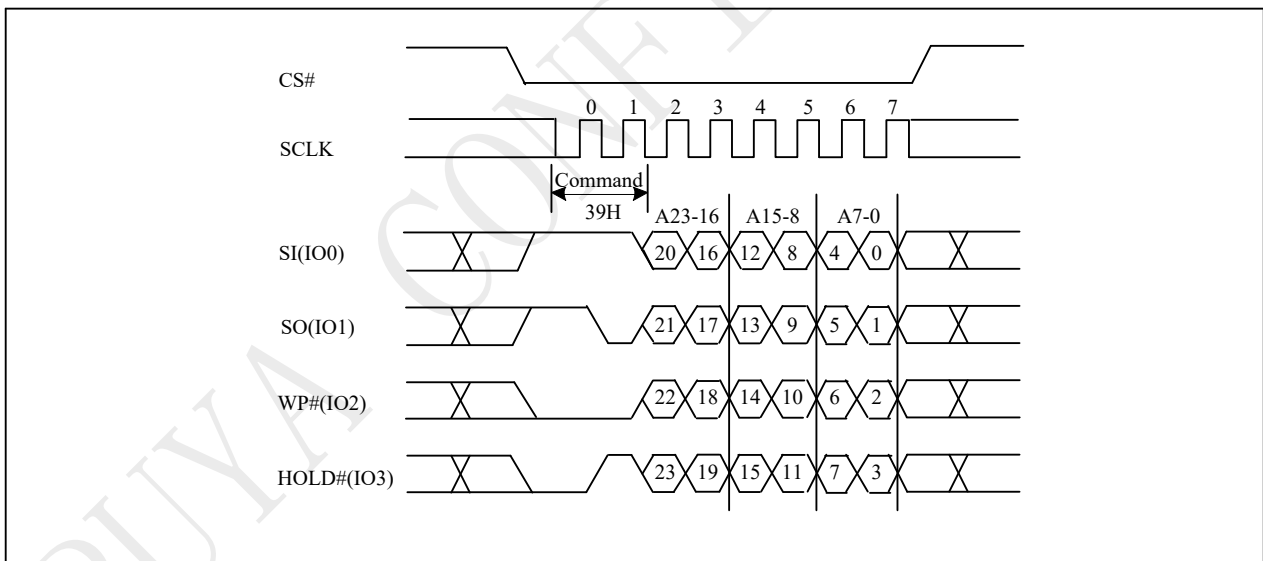 PUYA CONF
CS#
0 1 2 3 4 5 6 7
SCLK
Command
39H
A23-16 A15-8 A7-0
SI(IO0) 20 16 12 8 4 0
SO(IO1) 21 17 13 9 5 1
WP#(IO2) 22 18 14 10 6 2
HOLD#(IO3) 23 19 15 11 7 3